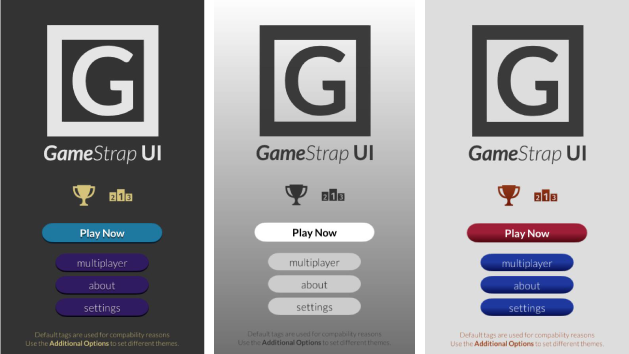 G
GameStrap UI
2 1 3
Play Now
multiplayer
about
settings
Default tags are used for compability reasons
Use the Additional Options to set different themes.
G
GameStrap UI
2 1 3
Play Now
multiplayer
about
settings
Default tags are used for compability reasons
Use the Additional Options to set different themes.
G
GameStrap UI
2 1 3
Play Now
multiplayer
about
settings
Default tags are used for compability reasons
Use the Additional Options to set different themes.